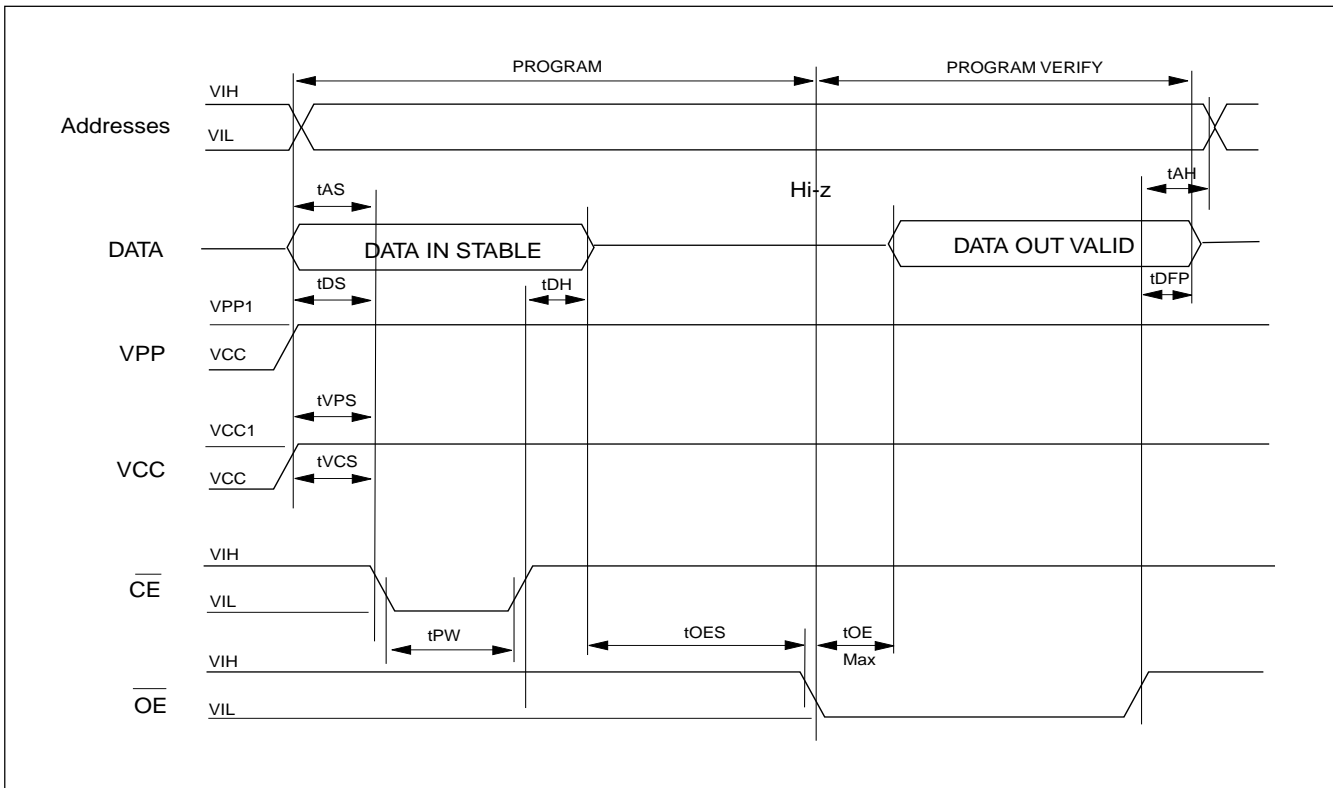 PROGRAM
PROGRAM VERIFY
VIH
Addresses
VIL
tAS
Hi-z
tAH
DATA
DATA IN STABLE
DATA OUT VALID
tDS
tDH
tDFP
VPP1
VPP
VCC
tVPS
VCC1
VCC
tVCS
VCC
VIH
CE
VIL
tPW
tOES
tOE
Max
VIH
OE
VIL